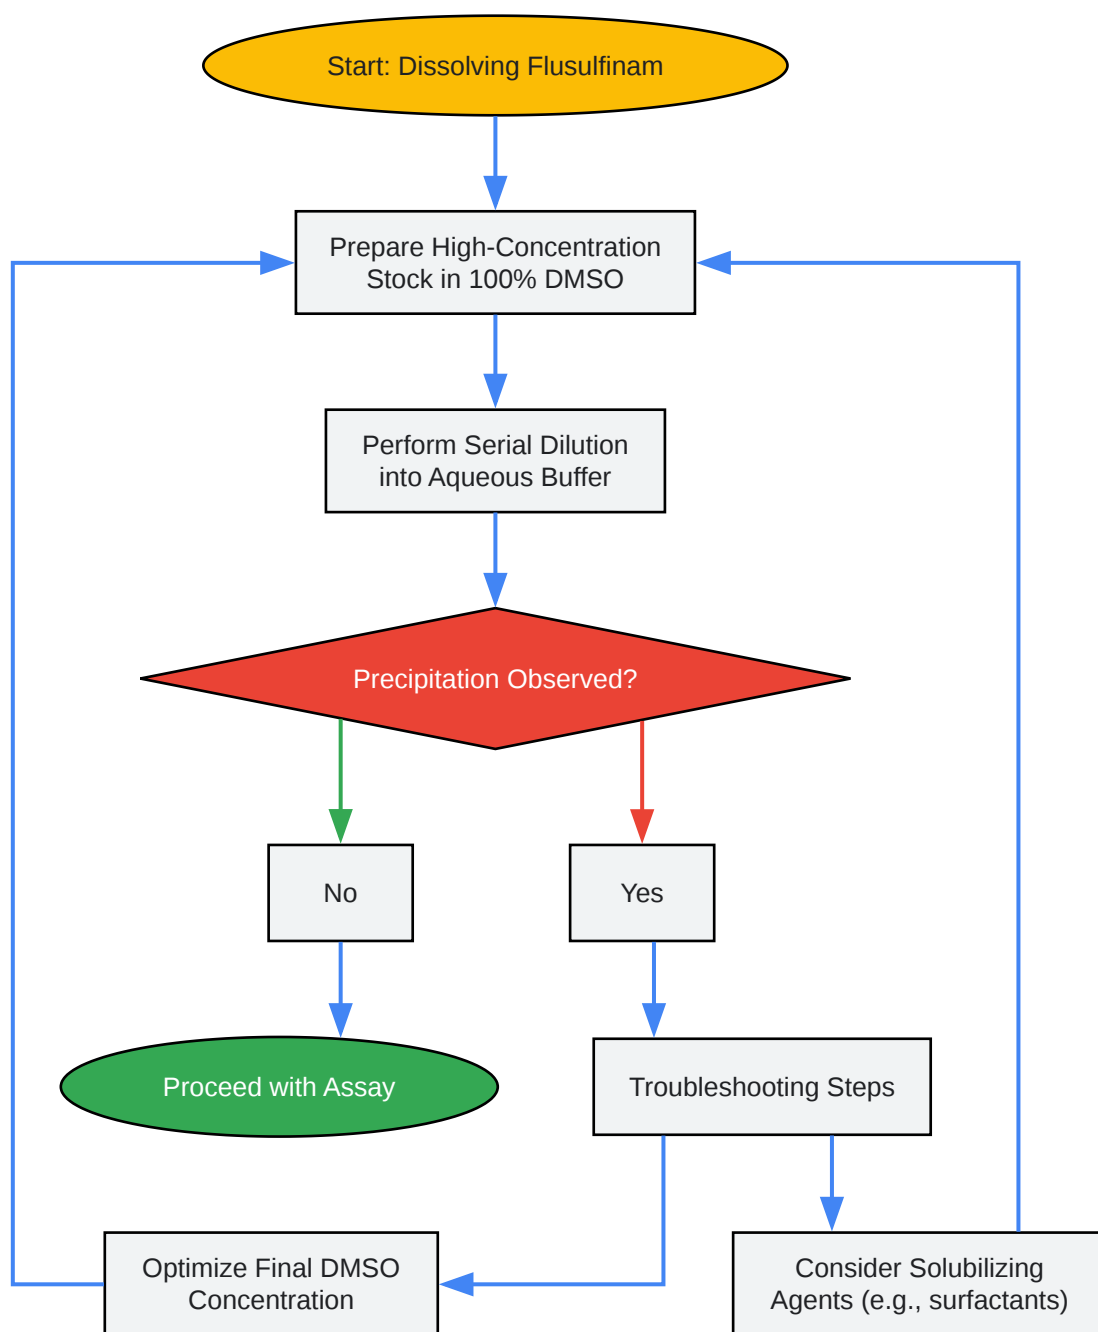 Start: Dissolving Flusulfinam
Prepare High-Concentration
Stock in 100% DMSO
Perform Serial Dilution
into Aqueous Buffer
Precipitation Observed?
No
Yes
Proceed with Assay
Troubleshooting Steps
Optimize Final DMSO
Concentration
Consider Solubilizing
Agents (e.g., surfactants)